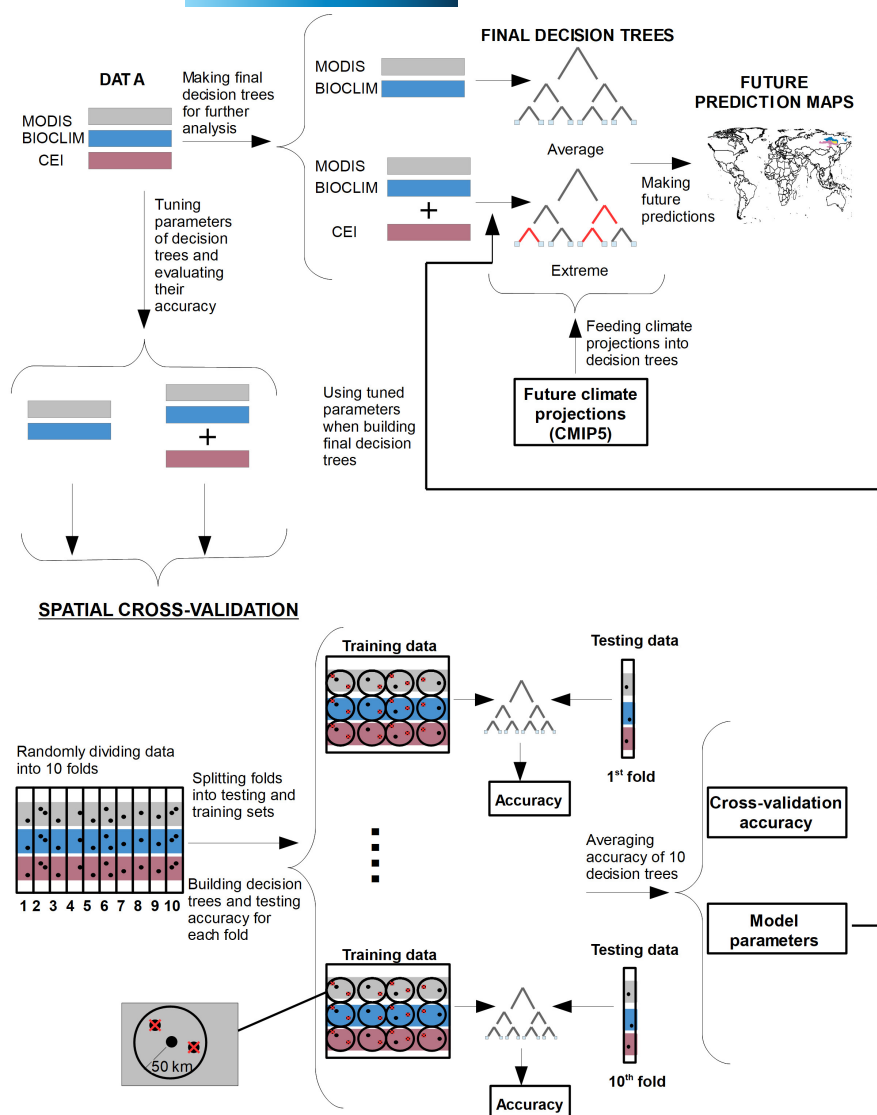 FINAL DECISION TREES
DATA
Making final
decision trees
for further
analysis
MODIS
BIOCLIM
CEI
MODIS
BIOCLIM
Average
MODIS
BIOCLIM
+
CEI
Extreme
FUTURE
PREDICTION MAPS
Making
future
predictions
Tuning
parameters
of decision
trees and
evaluating
their
accuracy
Feeding climate
projections into
decision trees
Future climate
projections
(CMIP5)
+
Using tuned
parameters
when building
final decision
trees
SPATIAL CROSS-VALIDATION
Randomly dividing data
into 10 folds
1 2 3 4 5 6 7 8 9 10
Splitting folds
into testing and
training sets
Building decision
trees and testing
accuracy for
each fold
Training data
Testing data
1st fold
Accuracy
Averaging
accuracy of 10
decision trees
Cross-validation
accuracy
Model
parameters
Training data
Testing data
10th fold
Accuracy
50 km